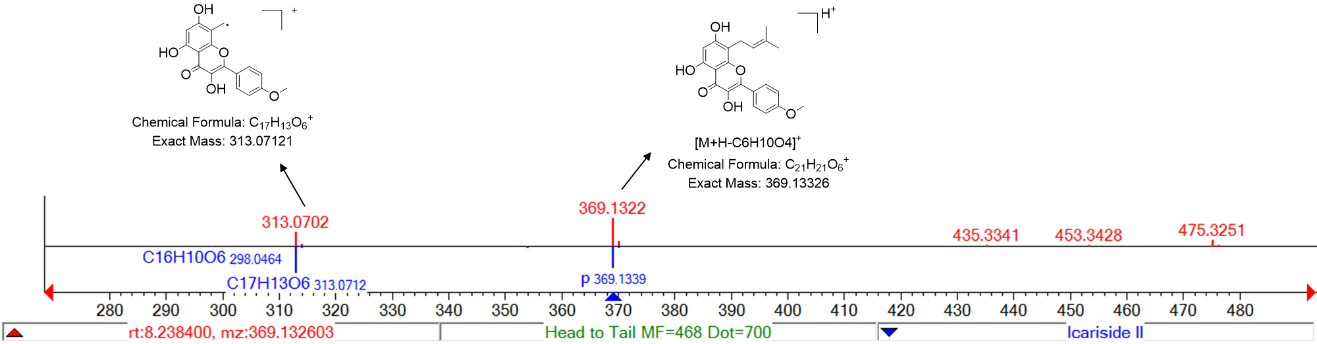 OH
+
HO
O
O
OH
O
Chemical Formula: C17H13O6+
Exact Mass: 313.07121
H+
OH
HO
O
O
OH
O
[M+H-C6H10O4]+
Chemical Formula: C21H21O6+
Exact Mass: 369.13326
313.0702
369.1322
435.3341
453.3428
475.3251
C16H10O6 298.0464
C17H13O6 313.0712
p 369.1339
280 290 300 310 320 330 340 350 360 370 380 390 400 410 420 430 440 450 460 470 480
rt:8.238400, mz:369.132603
Head to Tail MF=468 Dot=700
Icariside II